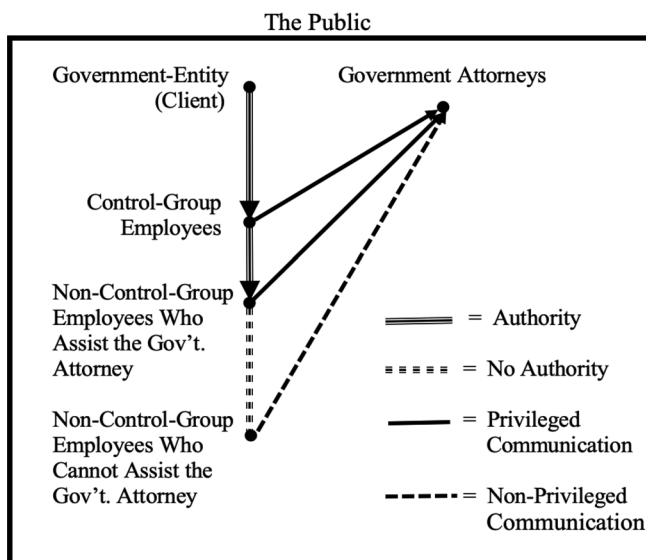 The Public
Government-Entity
(Client)
Government Attorneys
Control-Group
Employees
Non-Control-Group
Employees Who
Assist the Gov't.
Attorney
Non-Control-Group
Employees Who
Cannot Assist the
Gov't. Attorney
= Authority
= No Authority
= Privileged
Communication
= Non-Privileged
Communication